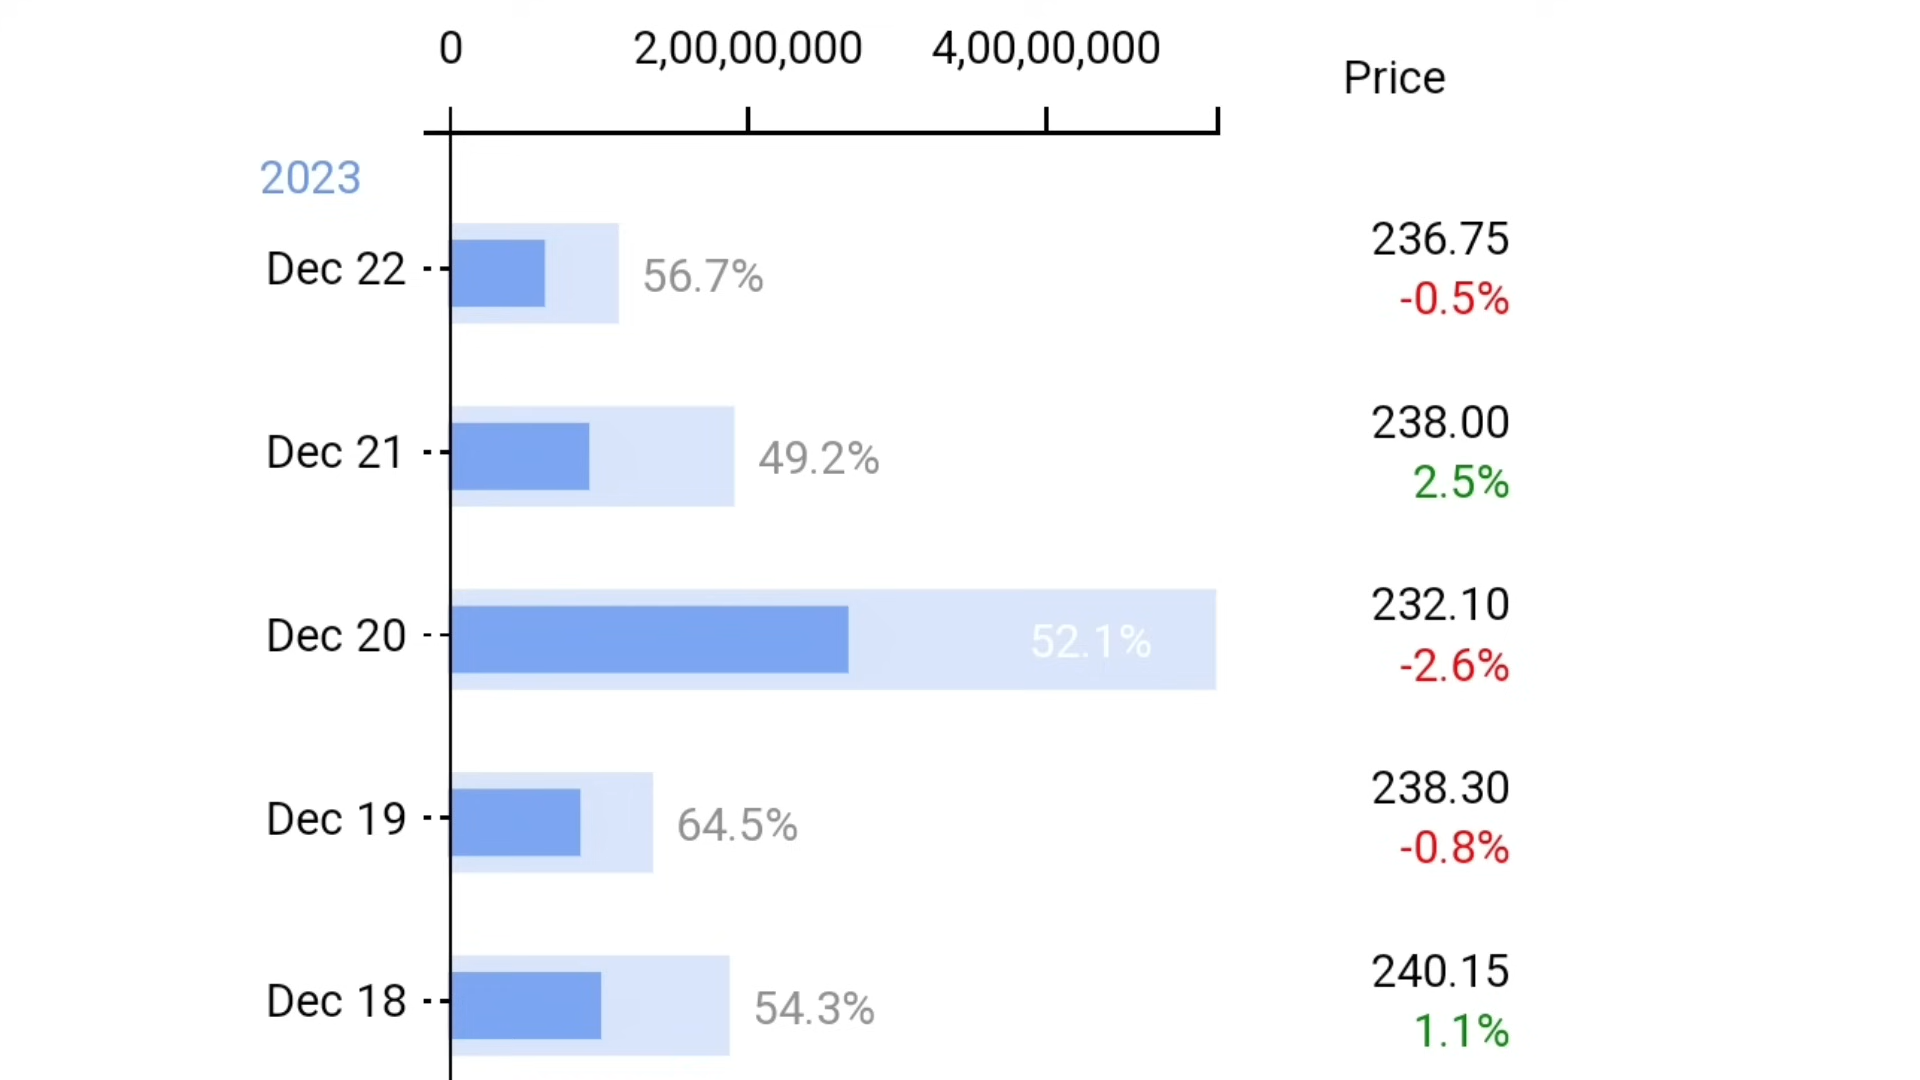 0 2,00,00,000 4,00,00,000
Price
2023
Dec 22 56.7% 236.75
-0.5%
Dec 21 49.2% 238.00
2.5%
Dec 20 52.1% 232.10
-2.6%
Dec 19 64.5% 238.30
-0.8%
Dec 18 54.3% 240.15
1.1%